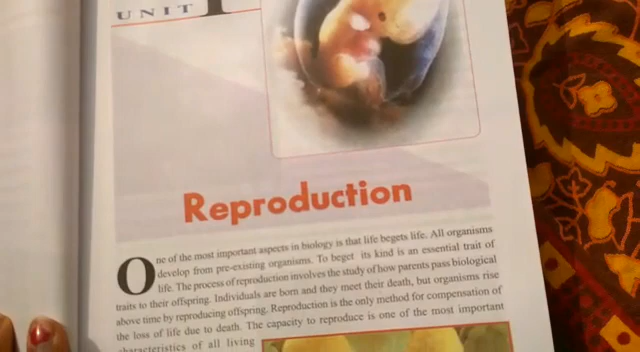 UNIT 1
Reproduction
One of the most important aspects in biology is that life begets life. All organisms
develop from pre-existing organisms. To beget its kind is an essential trait of
life. The process of reproduction involves the study of how parents pass biological
traits to their offspring. Individuals are born and they meet their death, but organisms rise
above time by reproducing offspring. Reproduction is the only method for compensation of
the loss of life due to death. The capacity to reproduce is one of the most important
characteristics of all living